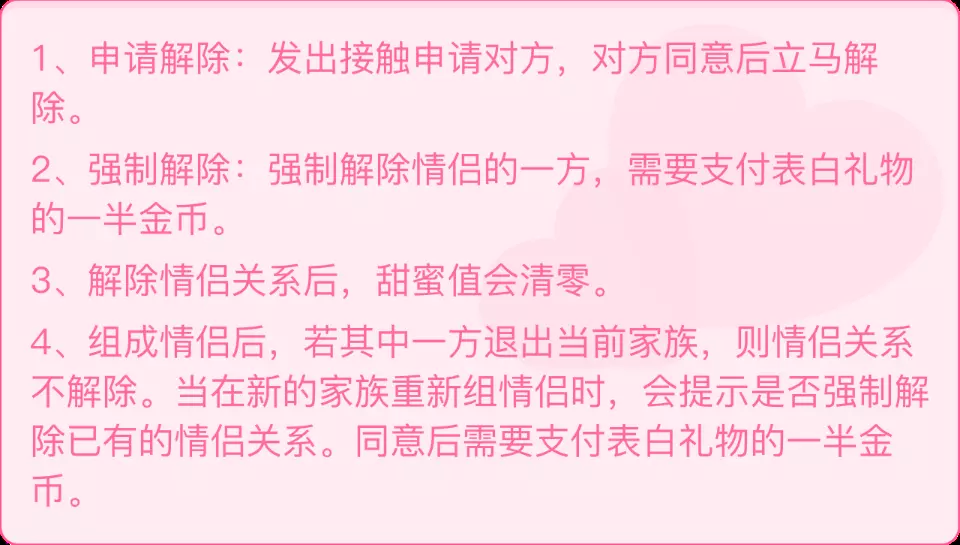 1、申请解除：发出接触申请对方，对方同意后立马解
除。
2、强制解除：强制解除情侣的一方，需要支付表白礼物
的一半金币。
3、解除情侣关系后，甜蜜值会清零。
4、组成情侣后，若其中一方退出当前家族，则情侣关系
不解除。当在新的家族重新组情侣时，会提示是否强制解
除已有的情侣关系。同意后需要支付表白礼物的一半金
币。